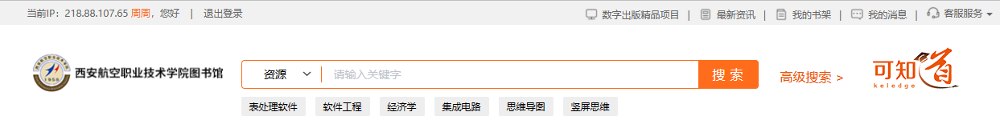 当前IP：218.88.107.65 周周，您好 | 退出登录
数字出版精品项目 | 最新资讯 | 我的书架 | 我的消息 | 客服服务
西安航空职业技术学院图书馆
1958
资源
请输入关键字
搜 索
高级搜索 >
可知道
keledge
表处理软件 软件工程 经济学 集成电路 思维导图 竖屏思维